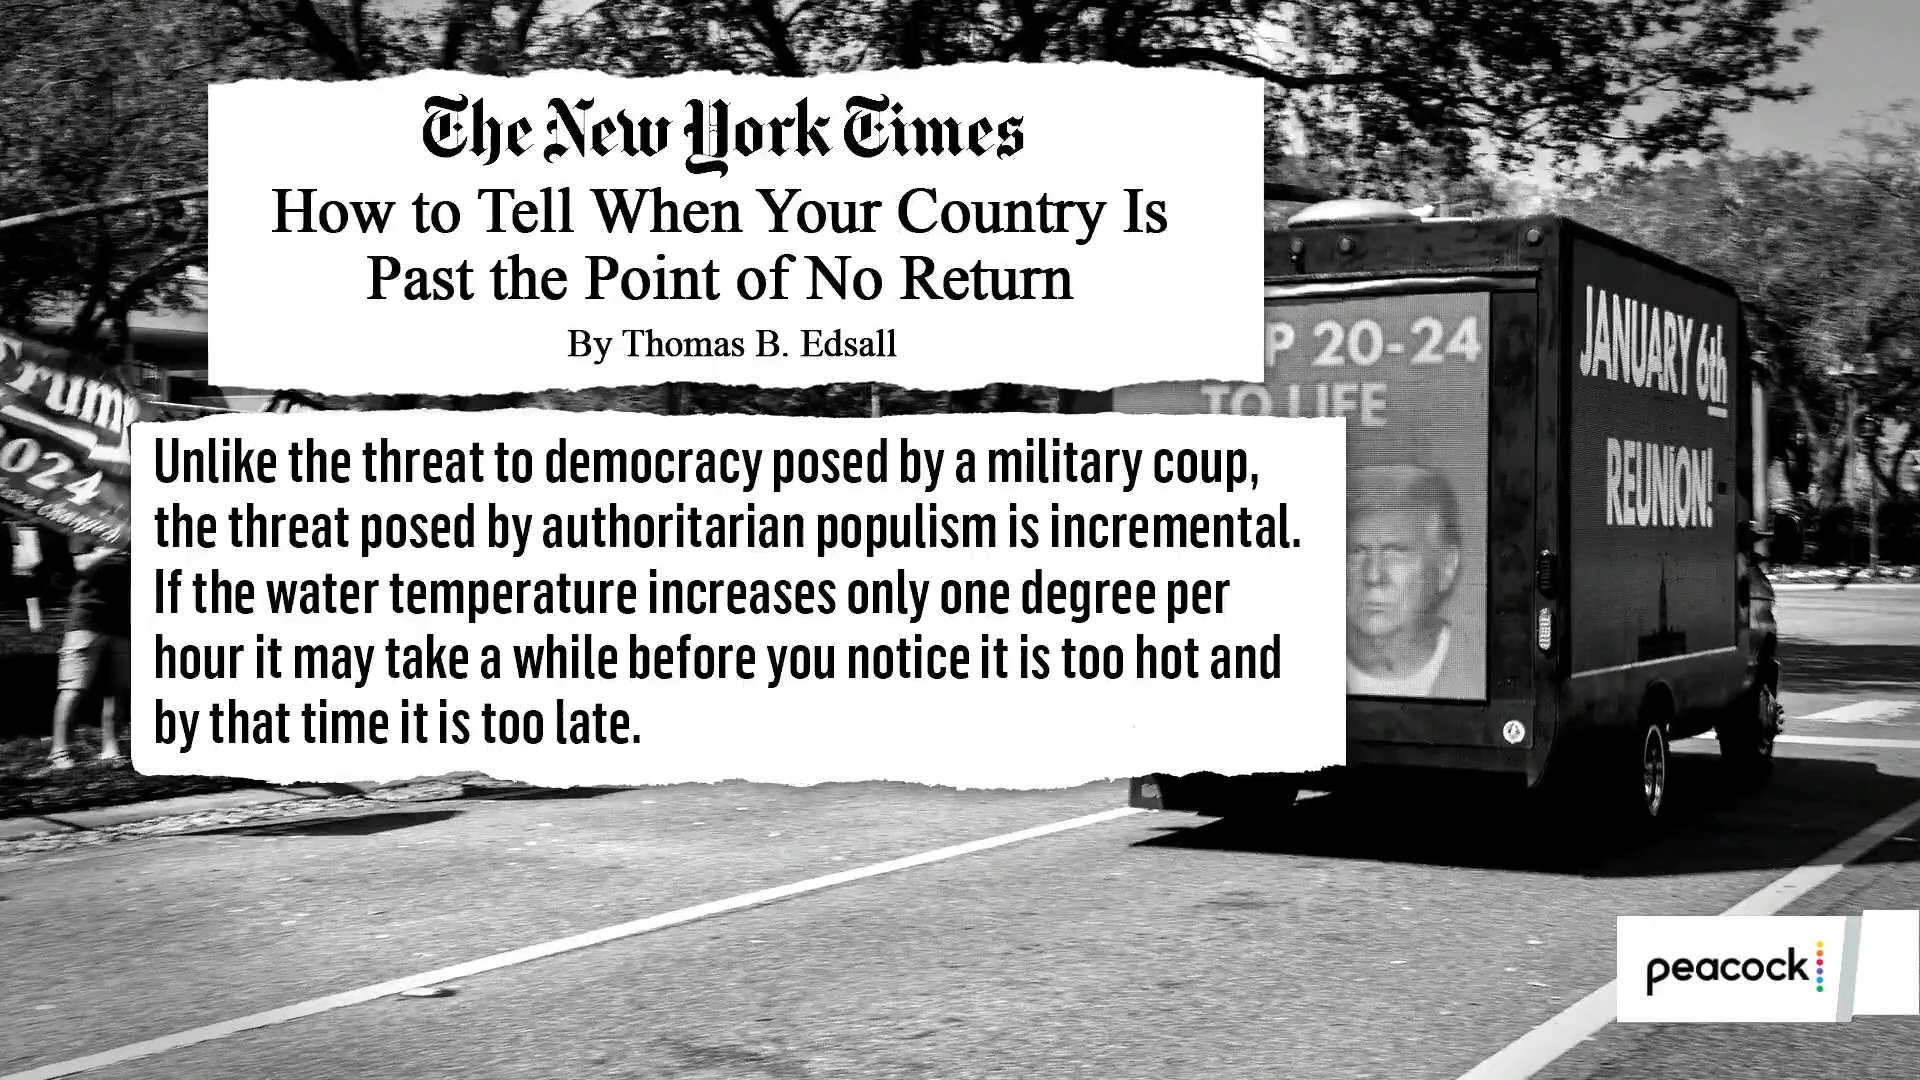 The New York Times
How to Tell When Your Country Is
Past the Point of No Return
By Thomas B. Edsall
P 20-24
TO LIFE
JANUARY 6th
REUNION!
Trump
2024
Unlike the threat to democracy posed by a military coup,
the threat posed by authoritarian populism is incremental.
If the water temperature increases only one degree per
hour it may take a while before you notice it is too hot and
by that time it is too late.
peacock